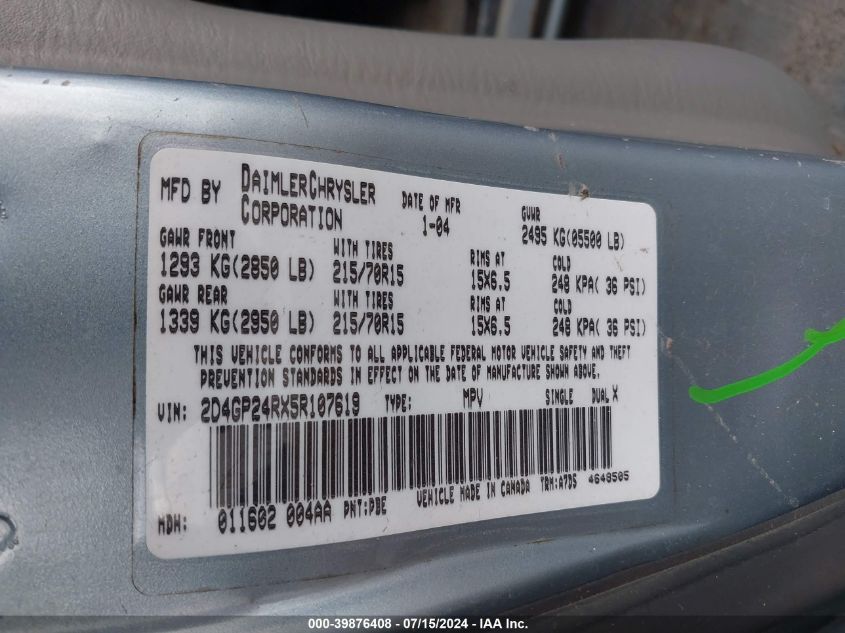 MFD BY DAIMLERCHRYSLER CORPORATION DATE OF MFR 1-04 GVWR 2495 KG(05500 LB)
GAWR FRONT WITH TIRES RIMS AT COLD
1293 KG(2850 LB) 215/70R15 15X6.5 248 KPA( 36 PSI)
GAWR REAR WITH TIRES RIMS AT COLD
1339 KG(2950 LB) 215/70R15 15X6.5 248 KPA( 36 PSI)
THIS VEHICLE CONFORMS TO ALL APPLICABLE FEDERAL MOTOR VEHICLE SAFETY AND THEFT
PREVENTION STANDARDS IN EFFECT ON THE DATE OF MANUFACTURE SHOWN ABOVE.
VIN: 2D4GP24RX5R107619 TYPE: MPV SINGLE DUAL X
MDH: 011602 004AA PNT:PBE VEHICLE MADE IN CANADA TRM:A7DS 4648505
000-39876408 - 07/15/2024 - IAA Inc.